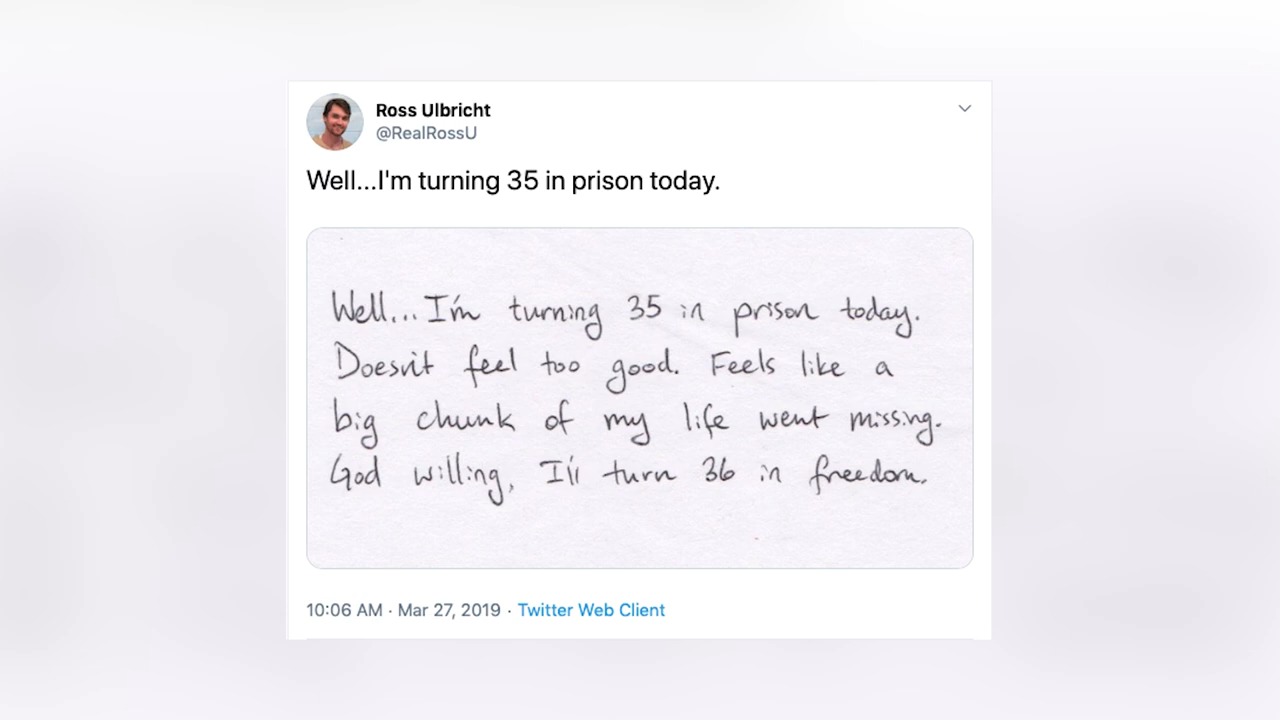 Ross Ulbricht
@RealRossU
Well...I'm turning 35 in prison today.
Well...I'm turning 35 in prison today.
Doesn't feel too good. Feels like a
big chunk of my life went missing.
God willing, I'll turn 36 in freedom.
10:06 AM · Mar 27, 2019 · Twitter Web Client